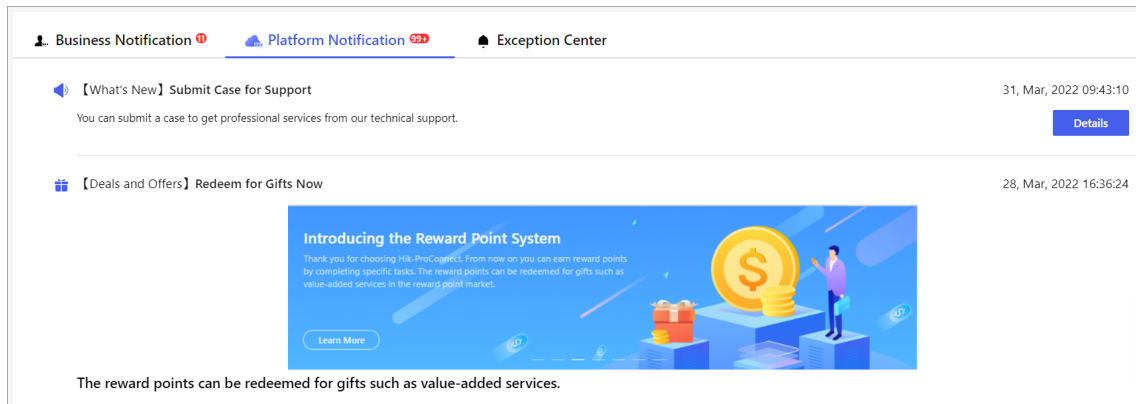 Business Notification 11
Platform Notification 99+
Exception Center
【What's New】Submit Case for Support
31, Mar, 2022 09:43:10
You can submit a case to get professional services from our technical support.
Details
【Deals and Offers】Redeem for Gifts Now
28, Mar, 2022 16:36:24
Introducing the Reward Point System
Thank you for choosing Hik-ProConnect. From now on you can earn reward points
by completing specific tasks. The reward points can be redeemed for gifts such as
value-added services in the reward point market.
Learn More
The reward points can be redeemed for gifts such as value-added services.